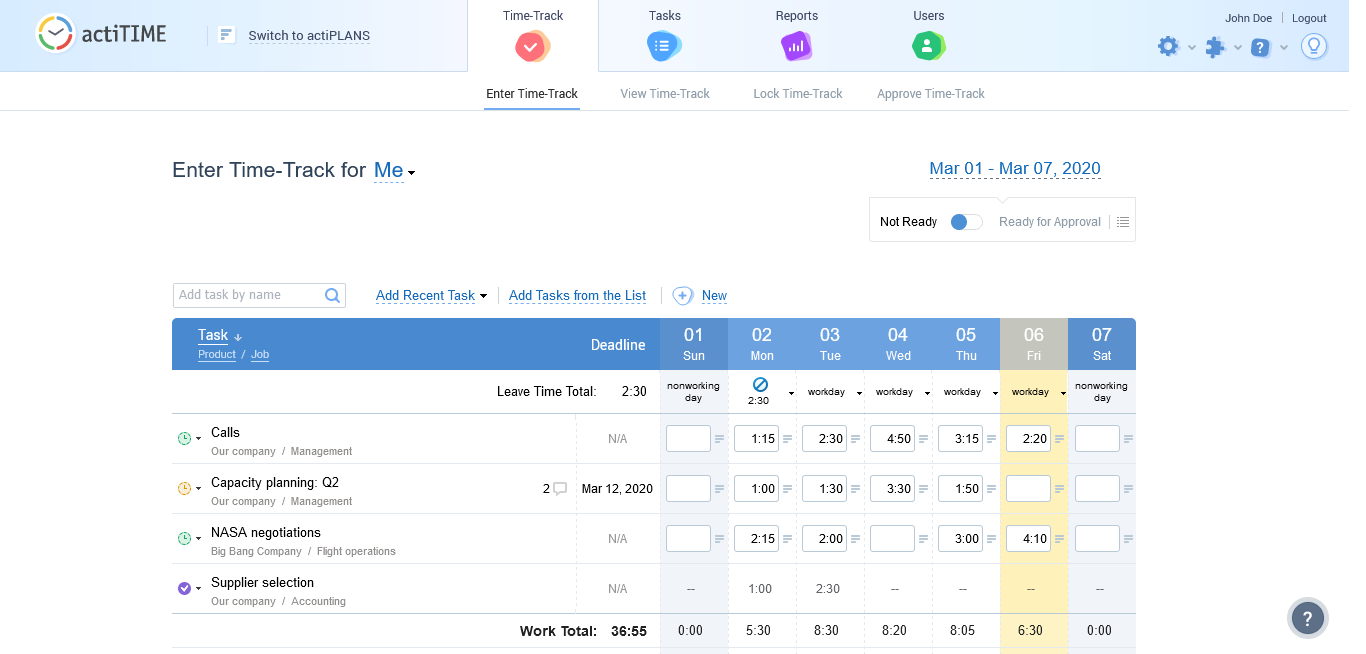 actiTIME
Switch to actiPLANS
Time-Track Tasks Reports Users
John Doe Logout
Enter Time-Track View Time-Track Lock Time-Track Approve Time-Track
Enter Time-Track for Me
Mar 01 - Mar 07, 2020
Not Ready Ready for Approval
Add task by name Add Recent Task Add Tasks from the List New
Task Deadline 01 02 03 04 05 06 07
Product / Job Sun Mon Tue Wed Thu Fri Sat
Leave Time Total: 2:30 nonworking day 2:30 workday workday workday workday nonworking day
Calls N/A 1:15 2:30 4:50 3:15 2:20
Our company / Management
Capacity planning: Q2 2 Mar 12, 2020 1:00 1:30 3:30 1:50
Our company / Management
NASA negotiations N/A 2:15 2:00 3:00 4:10
Big Bang Company / Flight operations
Supplier selection N/A -- 1:00 2:30 -- -- -- --
Our company / Accounting
Work Total: 36:55 0:00 5:30 8:30 8:20 8:05 6:30 0:00
?